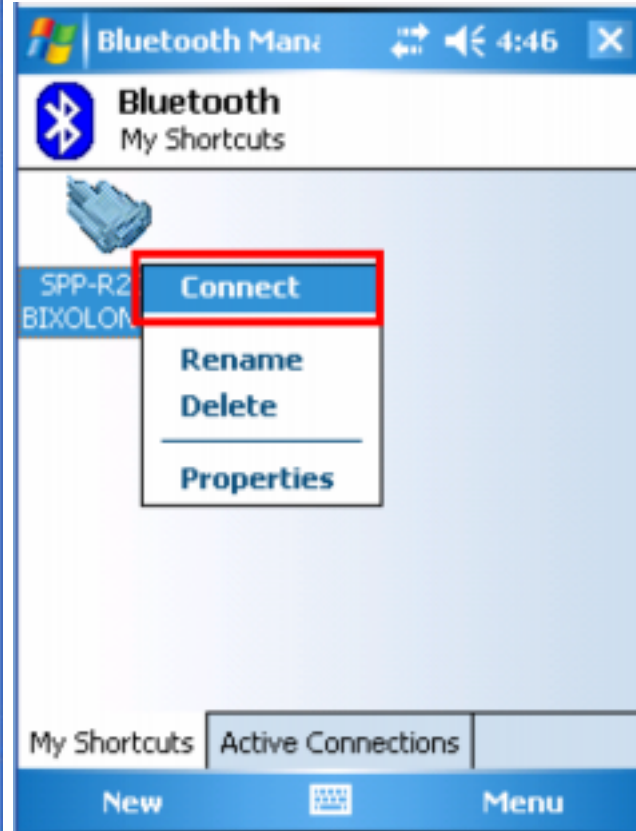 Bluetooth Mana 4:46
Bluetooth
My Shortcuts
SPP-R2
BIXOLON
Connect
Rename
Delete
Properties
My Shortcuts Active Connections
New Menu